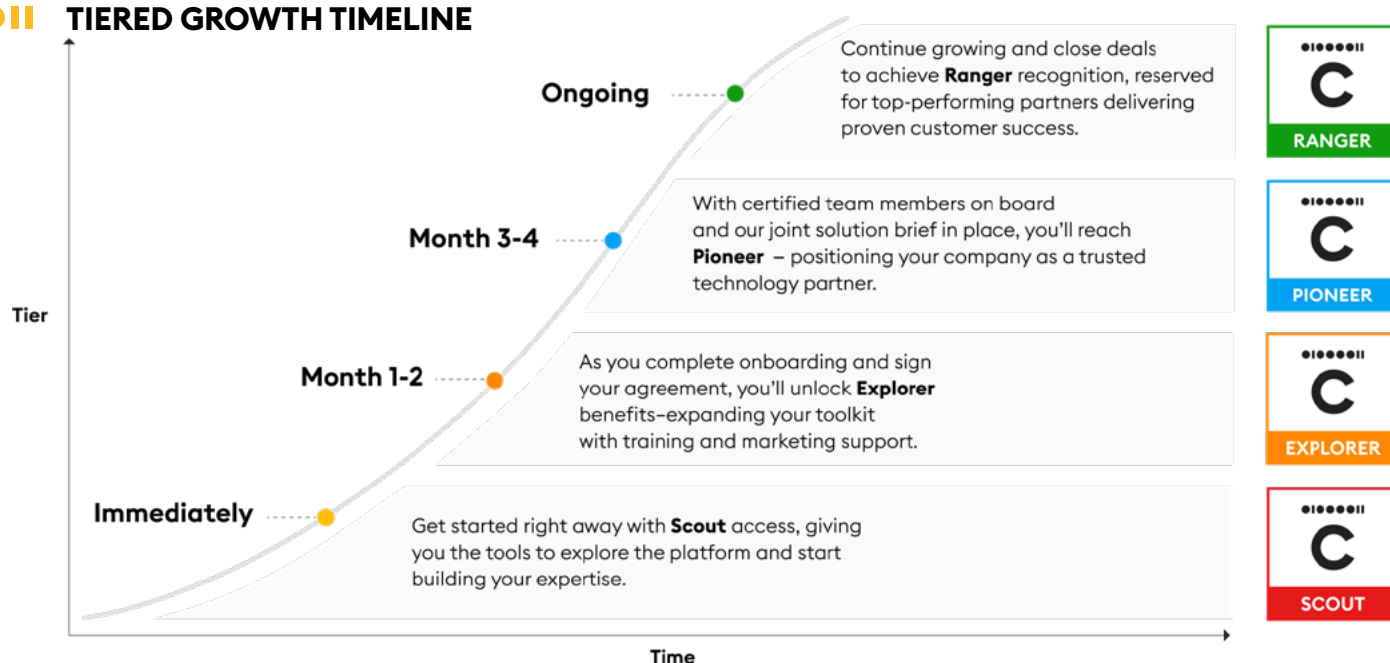 TIERED GROWTH TIMELINE
Ongoing
Continue growing and close deals
to achieve Ranger recognition, reserved
for top-performing partners delivering
proven customer success.
C
RANGER
Month 3-4
With certified team members on board
and our joint solution brief in place, you'll reach
Pioneer – positioning your company as a trusted
technology partner.
C
PIONEER
Tier
Month 1-2
As you complete onboarding and sign
your agreement, you'll unlock Explorer
benefits–expanding your toolkit
with training and marketing support.
C
EXPLORER
Immediately
Get started right away with Scout access, giving
you the tools to explore the platform and start
building your expertise.
C
SCOUT
Time